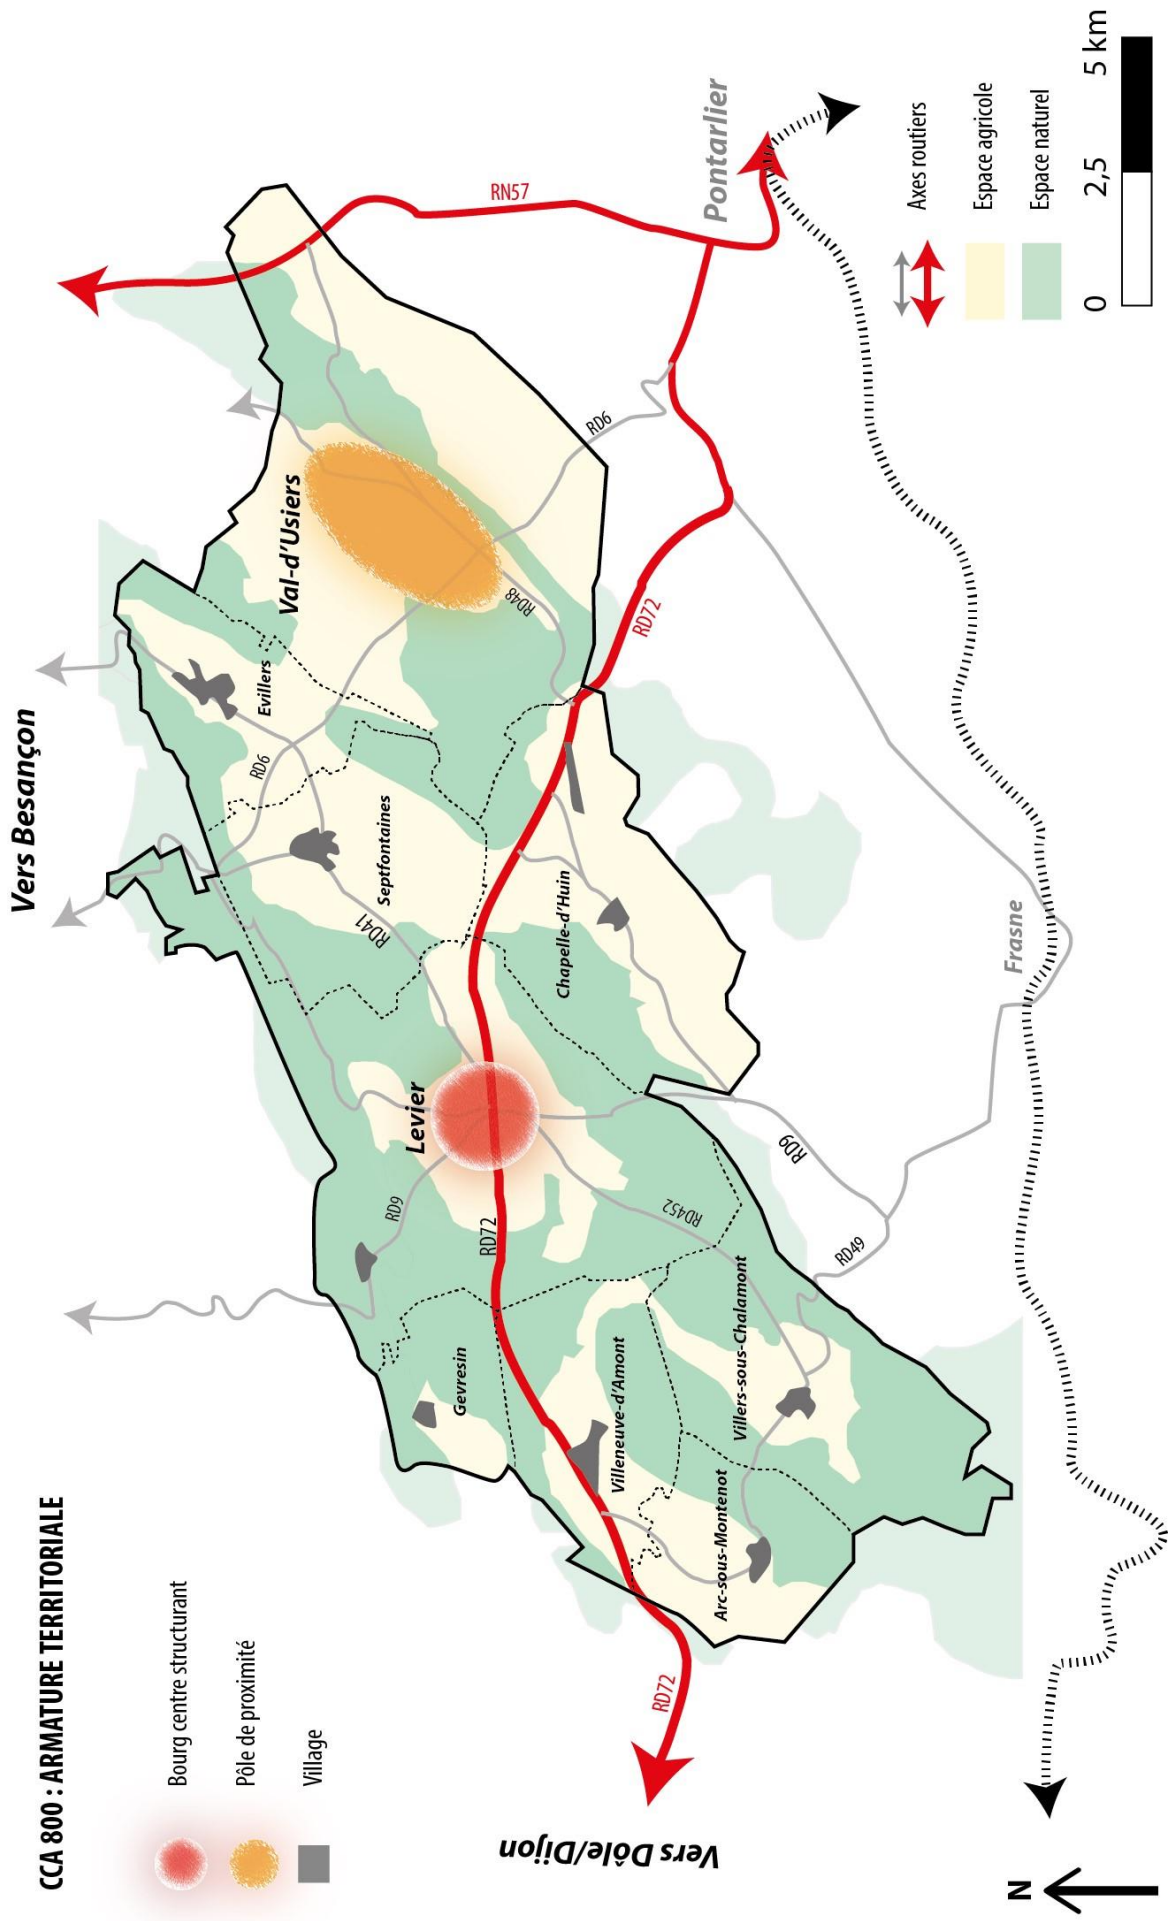 CCA 800 : ARMATURE TERRITORIALE
Bourg centre structurant
Pôle de proximité
Village
Vers Besançon
Vers Dôle/Dijon
N
RN57
Val-d'Usiers
Evillers
RD6
RD6
RD48
Septfontaines
RD41
RD72
Chapelle-d'Huin
Levier
RD9
RD72
RD452
RD9
RD49
Gevresin
Villeneuve-d'Amont
Villers-sous-Chalamont
Arc-sous-Montenot
RD72
Pontarlier
Frasne
Axes routiers
Espace agricole
Espace naturel
0 2,5 5 km